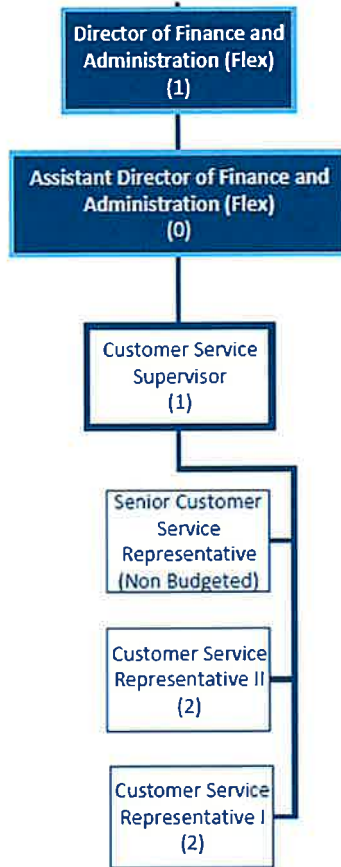 Director of Finance and
Administration (Flex)
(1)
Assistant Director of Finance and
Administration (Flex)
(0)
Customer Service
Supervisor
(1)
Senior Customer
Service
Representative
(Non Budgeted)
Customer Service
Representative II
(2)
Customer Service
Representative I
(2)